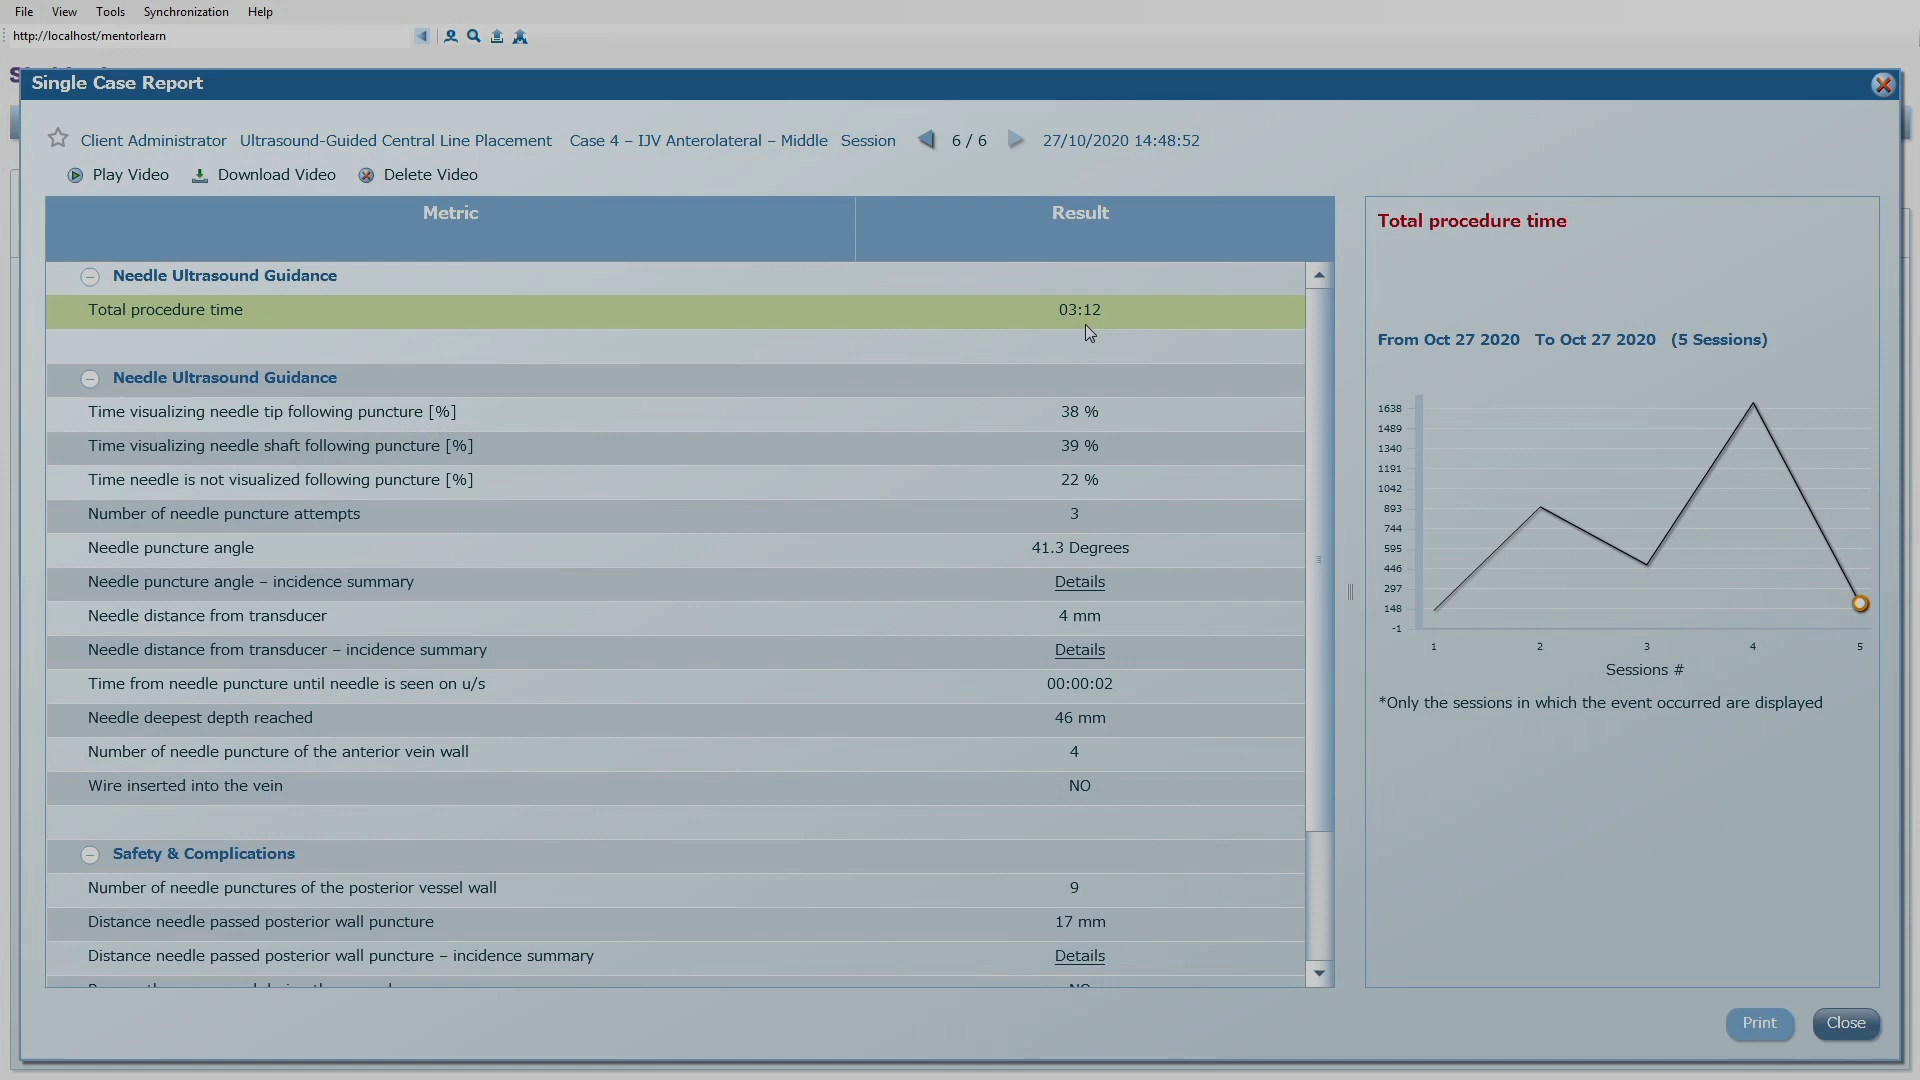 File View Tools Synchronization Help
http://localhost/mentorlearn
Single Case Report
Client Administrator Ultrasound-Guided Central Line Placement Case 4 – IJV Anterolateral – Middle Session 6 / 6 27/10/2020 14:48:52
Play Video Download Video Delete Video
Metric Result
Needle Ultrasound Guidance
Total procedure time 03:12
Needle Ultrasound Guidance
Time visualizing needle tip following puncture [%] 38 %
Time visualizing needle shaft following puncture [%] 39 %
Time needle is not visualized following puncture [%] 22 %
Number of needle puncture attempts 3
Needle puncture angle 41.3 Degrees
Needle puncture angle – incidence summary Details
Needle distance from transducer 4 mm
Needle distance from transducer – incidence summary Details
Time from needle puncture until needle is seen on u/s 00:00:02
Needle deepest depth reached 46 mm
Number of needle puncture of the anterior vein wall 4
Wire inserted into the vein NO
Safety & Complications
Number of needle punctures of the posterior vessel wall 9
Distance needle passed posterior wall puncture 17 mm
Distance needle passed posterior wall puncture – incidence summary Details
NO
Total procedure time
From Oct 27 2020 To Oct 27 2020 (5 Sessions)
1638
1489
1340
1191
1042
893
744
595
446
297
148
-1
1 2 3 4 5
Sessions #
*Only the sessions in which the event occurred are displayed
Print Close